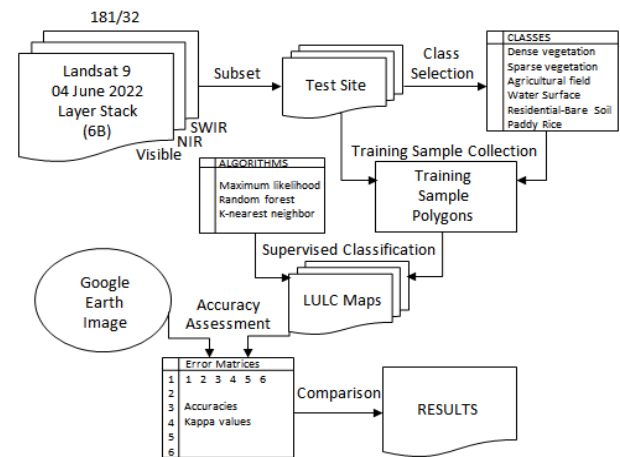 181/32
Landsat 9
04 June 2022
Layer Stack
(6B)
SWIR
NIR
Visible
Subset
Test Site
Class
Selection
CLASSES
Dense vegetation
Sparse vegetation
Agricultural field
Water Surface
Residential-Bare Soil
Paddy Rice
Training Sample Collection
Training
Sample
Polygons
ALGORITHMS
Maximum likelihood
Random forest
K-nearest neighbor
Supervised Classification
LULC Maps
Google
Earth
Image
Accuracy
Assessment
Error Matrices
1 1 2 3 4 5 6
2
3 Accuracies
4 Kappa values
5
6
Comparison
RESULTS